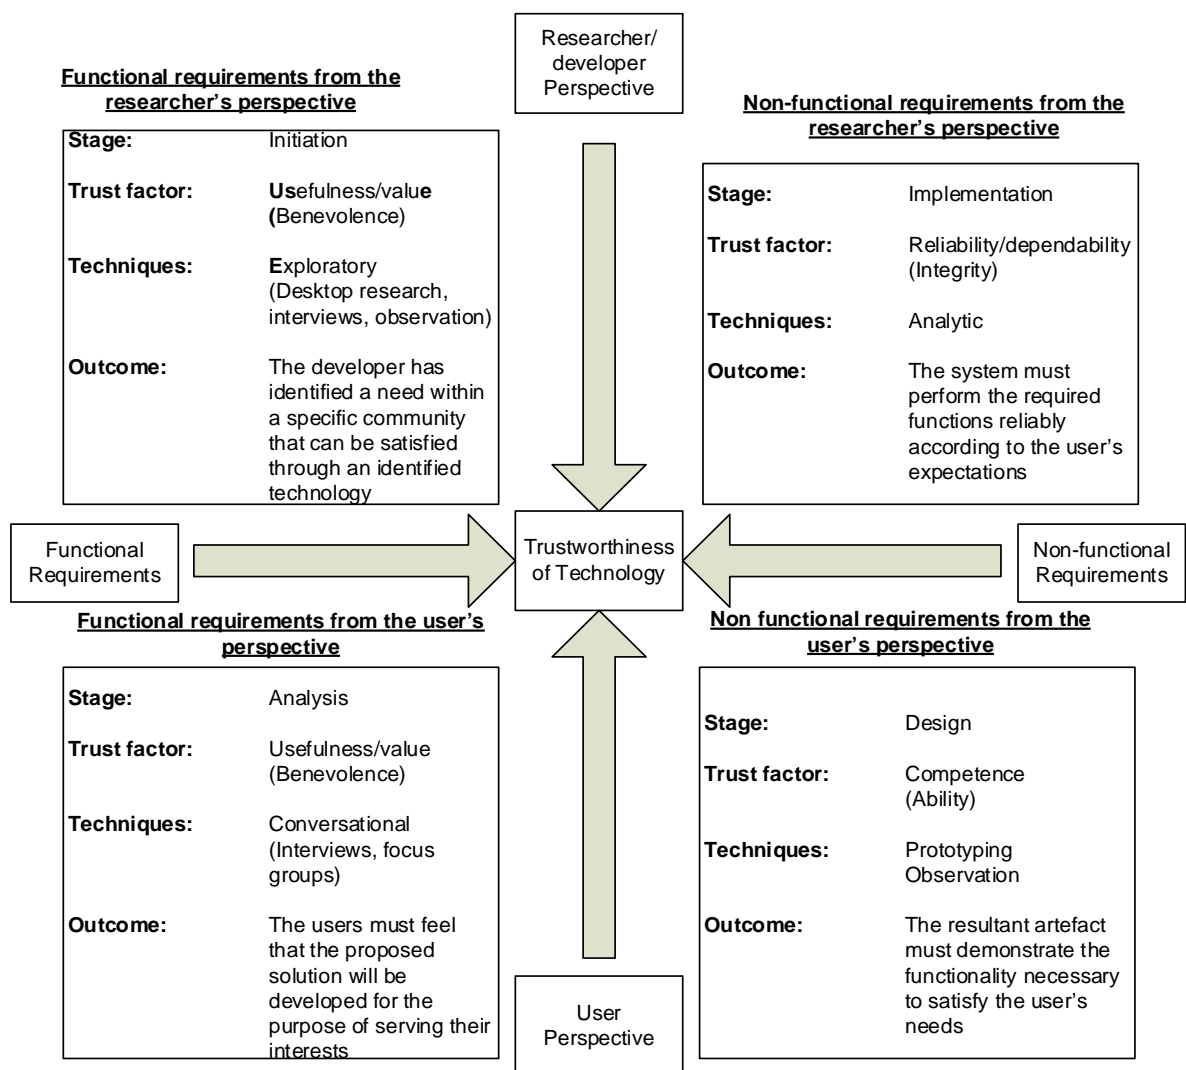 Researcher/
developer
Perspective
Functional requirements from the
researcher's perspective
Stage: Initiation
Trust factor: Usefulness/value
(Benevolence)
Techniques: Exploratory
(Desktop research,
interviews, observation)
Outcome: The developer has
identified a need within
a specific community
that can be satisfied
through an identified
technology
Non-functional requirements from the
researcher's perspective
Stage: Implementation
Trust factor: Reliability/dependability
(Integrity)
Techniques: Analytic
Outcome: The system must
perform the required
functions reliably
according to the user's
expectations
Functional
Requirements
Trustworthiness
of Technology
Non-functional
Requirements
Functional requirements from the user's
perspective
Stage: Analysis
Trust factor: Usefulness/value
(Benevolence)
Techniques: Conversational
(Interviews, focus
groups)
Outcome: The users must feel
that the proposed
solution will be
developed for the
purpose of serving their
interests
Non functional requirements from the
user's perspective
Stage: Design
Trust factor: Competence
(Ability)
Techniques: Prototyping
Observation
Outcome: The resultant artefact
must demonstrate the
functionality necessary
to satisfy the user's
needs
User
Perspective